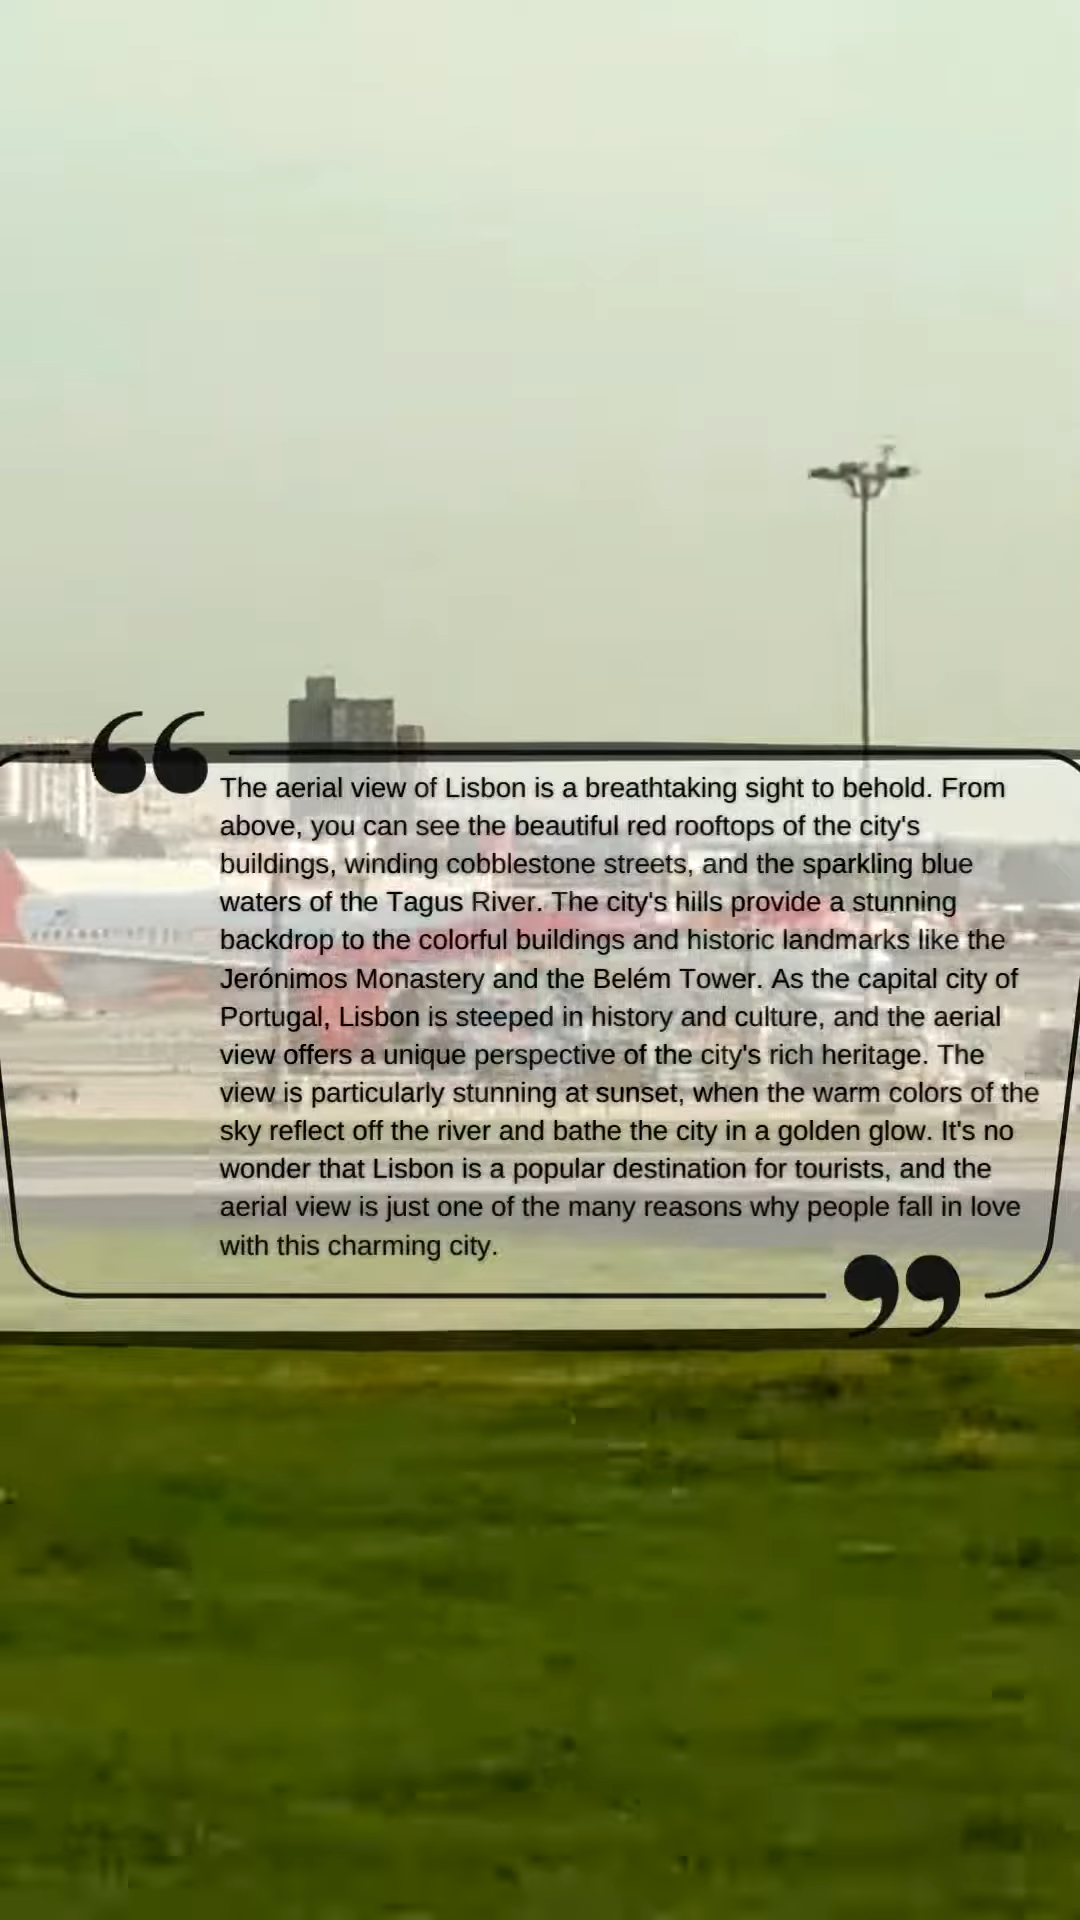 The aerial view of Lisbon is a breathtaking sight to behold. From
above, you can see the beautiful red rooftops of the city's
buildings, winding cobblestone streets, and the sparkling blue
waters of the Tagus River. The city's hills provide a stunning
backdrop to the colorful buildings and historic landmarks like the
Jerónimos Monastery and the Belém Tower. As the capital city of
Portugal, Lisbon is steeped in history and culture, and the aerial
view offers a unique perspective of the city's rich heritage. The
view is particularly stunning at sunset, when the warm colors of the
sky reflect off the river and bathe the city in a golden glow. It's no
wonder that Lisbon is a popular destination for tourists, and the
aerial view is just one of the many reasons why people fall in love
with this charming city.